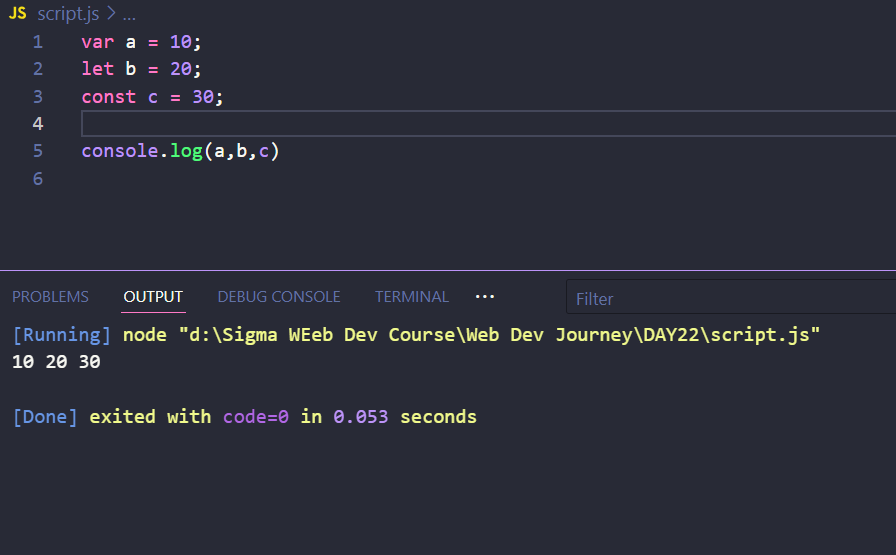 JS script.js > ...
1 var a = 10;
2 let b = 20;
3 const c = 30;
4
5 console.log(a,b,c)
6
PROBLEMS OUTPUT DEBUG CONSOLE TERMINAL ... Filter
[Running] node "d:\Sigma WEeb Dev Course\Web Dev Journey\DAY22\script.js"
10 20 30
[Done] exited with code=0 in 0.053 seconds